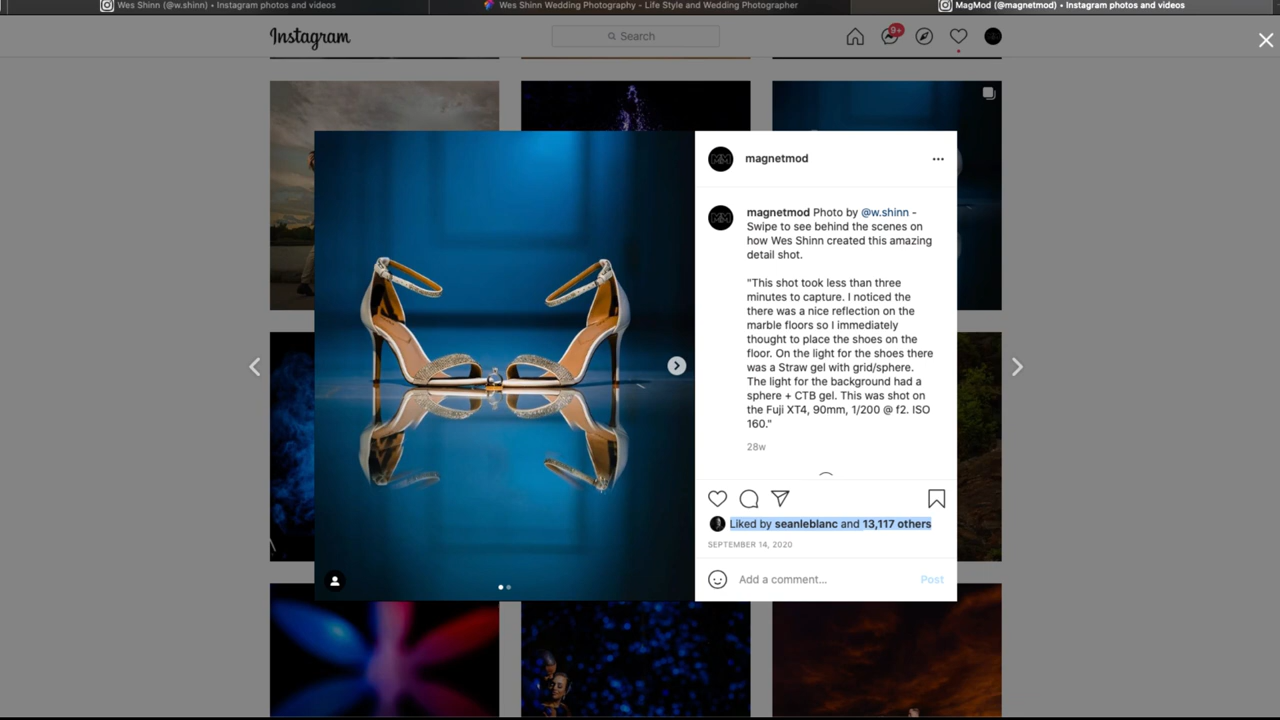 Wes Shinn (@w.shinn) • Instagram photos and videos
Wes Shinn Wedding Photography - Life Style and Wedding Photographer
MagMod (@magnetmod) • Instagram photos and videos
Instagram
Search
9+
magnetmod
magnetmod Photo by @w.shinn -
Swipe to see behind the scenes on
how Wes Shinn created this amazing
detail shot.
"This shot took less than three
minutes to capture. I noticed the
there was a nice reflection on the
marble floors so I immediately
thought to place the shoes on the
floor. On the light for the shoes there
was a Straw gel with grid/sphere.
The light for the background had a
sphere + CTB gel. This was shot on
the Fuji XT4, 90mm, 1/200 @ f2. ISO
160."
28w
Liked by seanleblanc and 13,117 others
SEPTEMBER 14, 2020
Add a comment...
Post